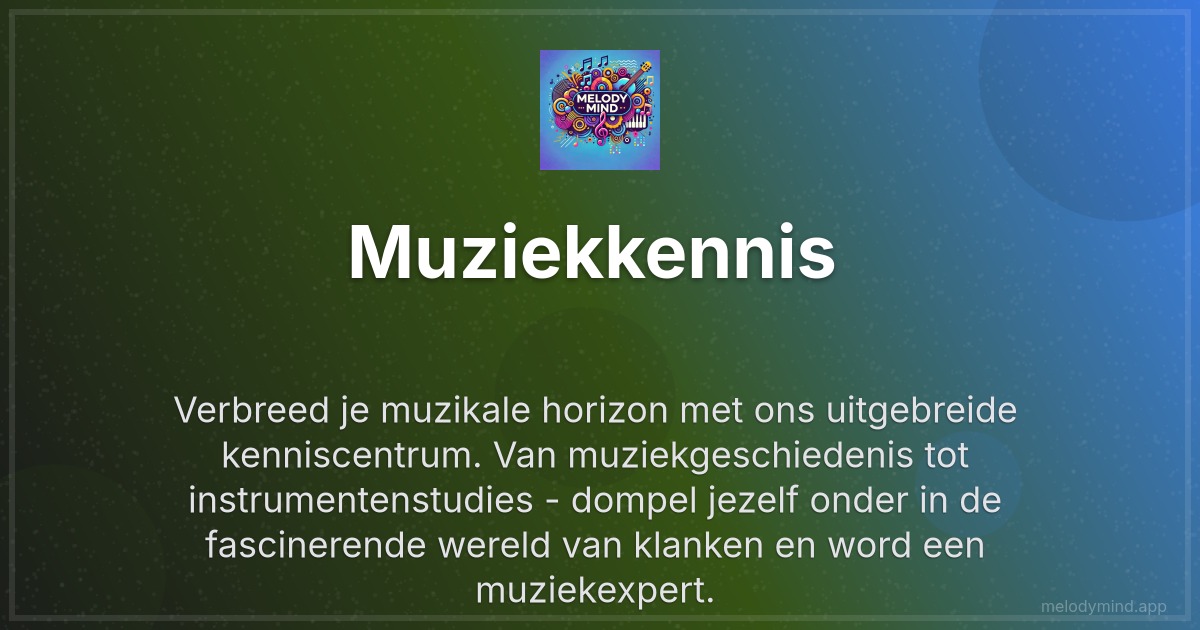 MELODY
MIND
Muziekkennis
Verbreed je muzikale horizon met ons uitgebreide
kenniscentrum. Van muziekgeschiedenis tot
instrumentenstudies - dompel jezelf onder in de
fascinerende wereld van klanken en word een
muziekexpert.
melodymind.app